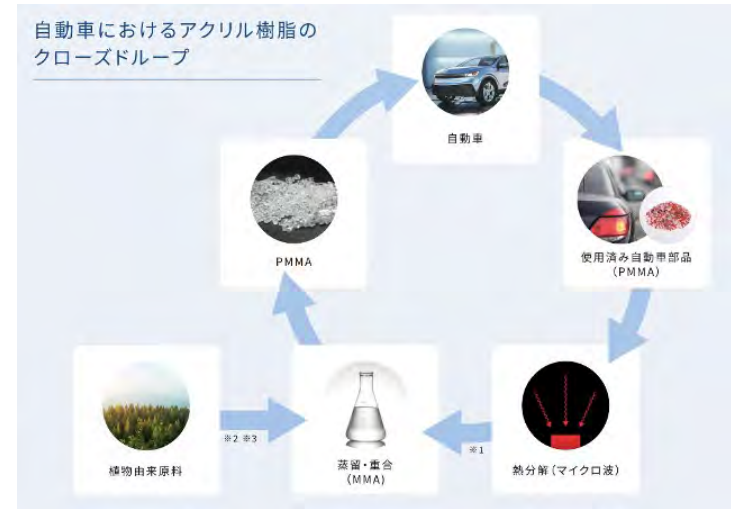 自動車におけるアクリル樹脂の
クローズドループ
自動車
PMMA
使用済み自動車部品
(PMMA)
植物由来原料
※2 ※3
蒸留・重合
(MMA)
※1
熱分解(マイクロ波)